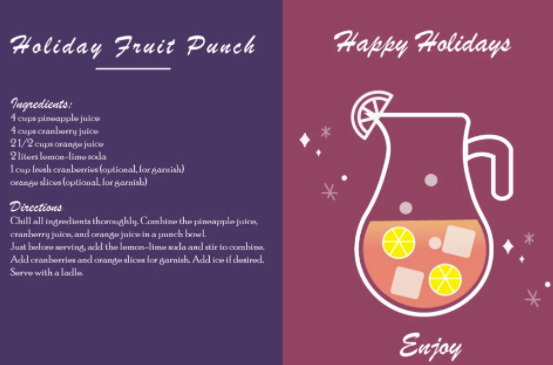 Holiday Fruit Punch
Ingredients:
4 cups pineapple juice
4 cups cranberry juice
2 1/2 cups orange juice
2 liters lemon-lime soda
1 cup fresh cranberries (optional, for garnish)
orange slices (optional, for garnish)
Directions
Chill all ingredients thoroughly. Combine the pineapple juice,
cranberry juice, and orange juice in a punch bowl.
Just before serving, add the lemon-lime soda and stir to combine.
Add cranberries and orange slices for garnish. Add ice if desired.
Serve with a ladle.
Happy Holidays
Enjoy